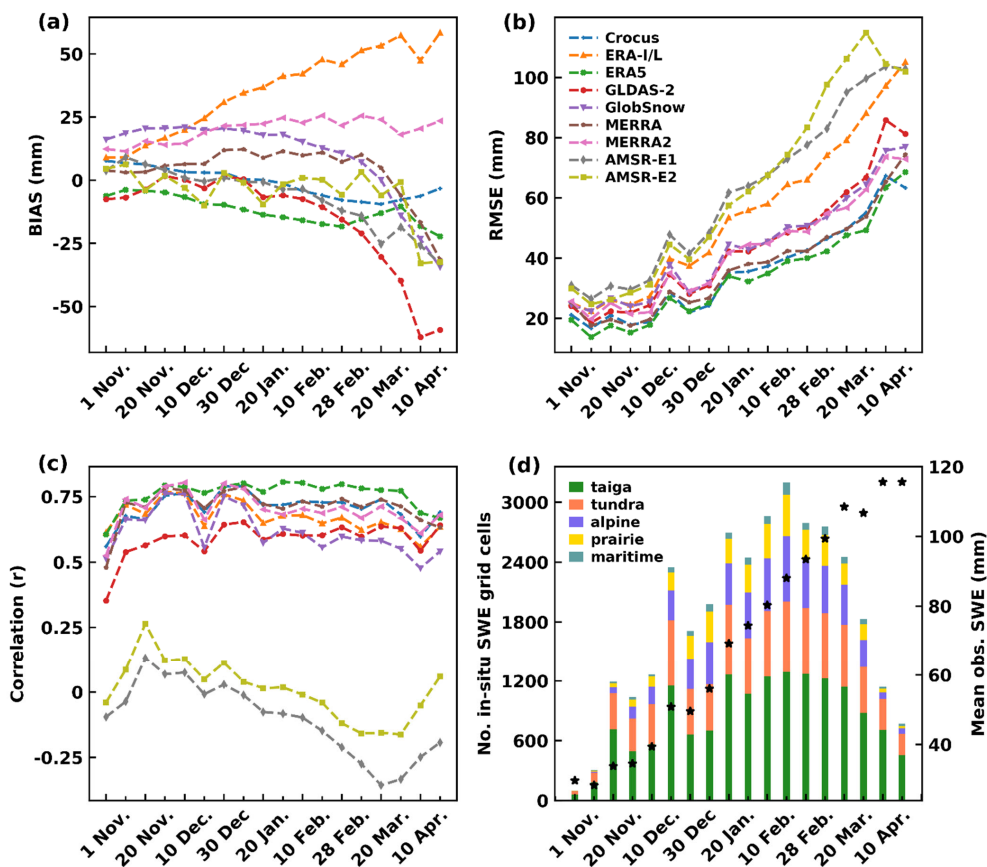 (a)
50
25
0
-25
-50
BIAS (mm)
1 Nov.
20 Nov.
10 Dec.
30 Dec
20 Jan.
10 Feb.
28 Feb.
20 Mar.
10 Apr.
(b)
100
80
60
40
20
RMSE (mm)
Crocus
ERA-I/L
ERA5
GLDAS-2
GlobSnow
MERRA
MERRA2
AMSR-E1
AMSR-E2
1 Nov.
20 Nov.
10 Dec.
30 Dec
20 Jan.
10 Feb.
28 Feb.
20 Mar.
10 Apr.
(c)
0.75
0.5
0.25
0
-0.25
Correlation (r)
1 Nov.
20 Nov.
10 Dec.
30 Dec
20 Jan.
10 Feb.
28 Feb.
20 Mar.
10 Apr.
(d)
3000
2400
1800
1200
600
0
No. in-situ SWE grid cells
taiga
tundra
alpine
prairie
maritime
120
100
80
60
40
Mean obs. SWE (mm)
1 Nov.
20 Nov.
10 Dec.
30 Dec
20 Jan.
10 Feb.
28 Feb.
20 Mar.
10 Apr.